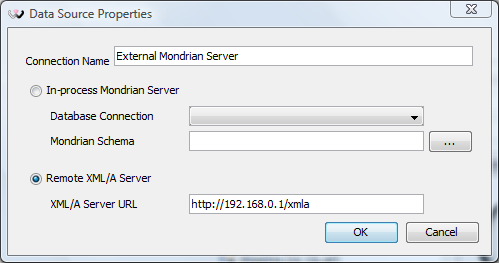 Data Source Properties
Connection Name External Mondrian Server
In-process Mondrian Server
Database Connection
Mondrian Schema ...
Remote XML/A Server
XML/A Server URL http://192.168.0.1/xmla
OK Cancel